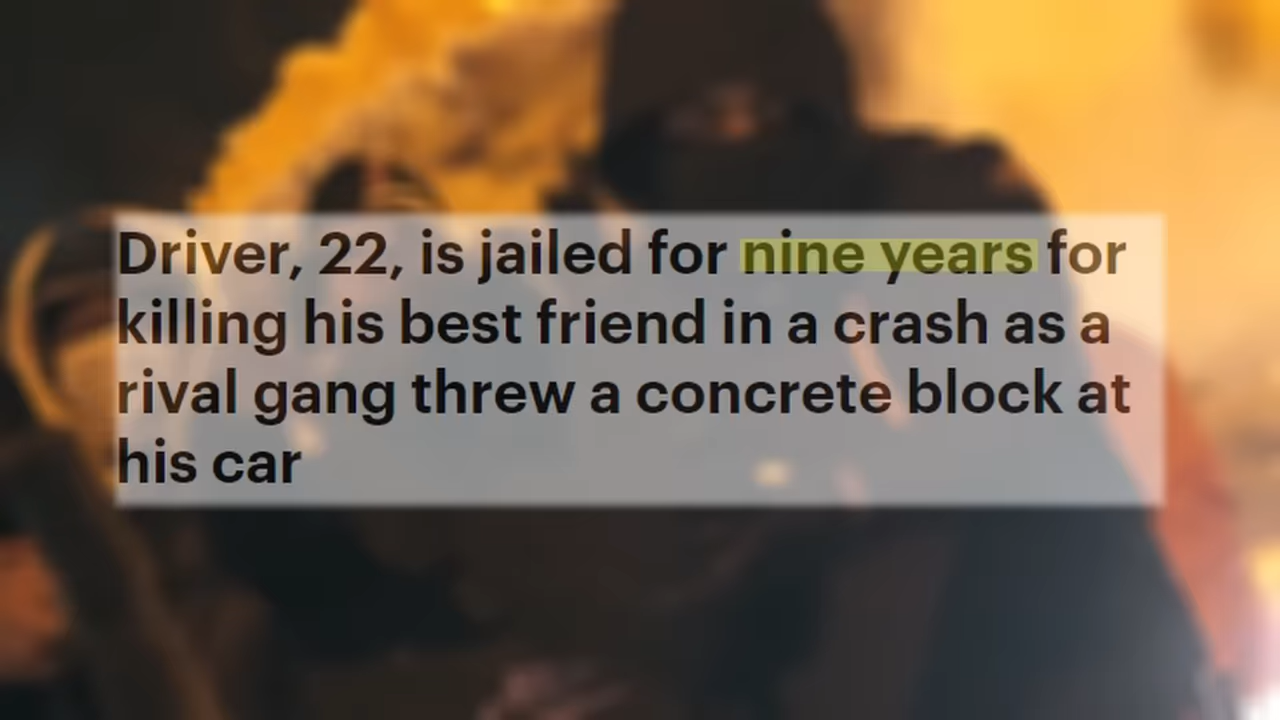 Driver, 22, is jailed for nine years for
killing his best friend in a crash as a
rival gang threw a concrete block at
his car